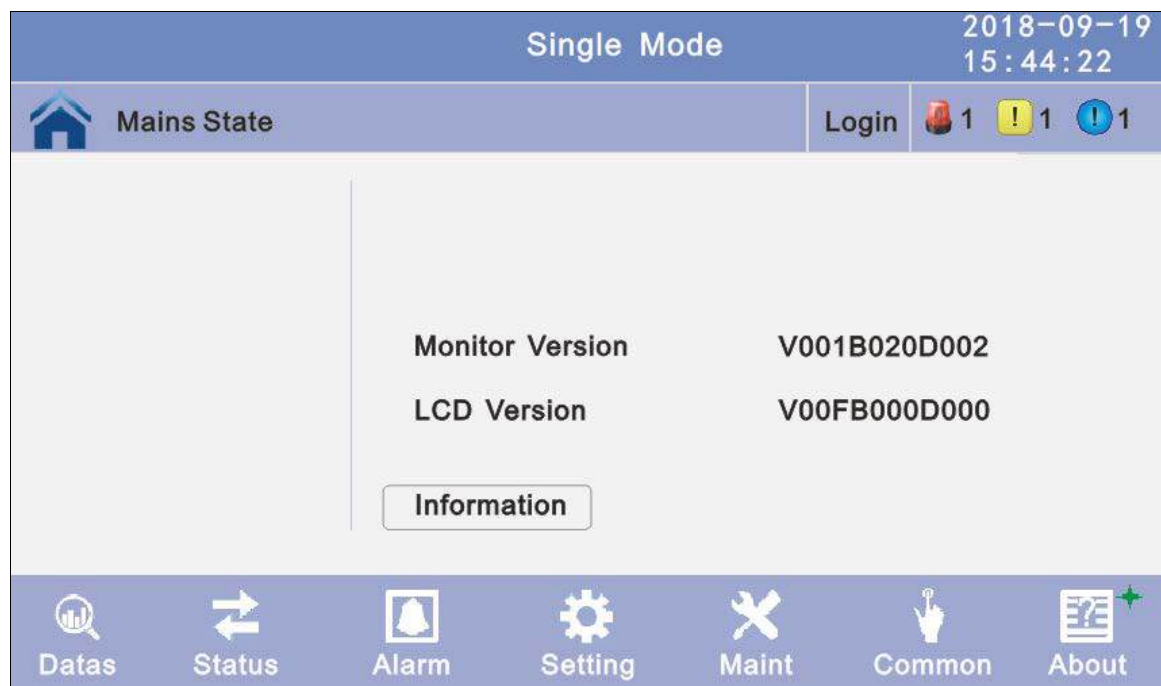 Single Mode
2018-09-19
15:44:22
Mains State
Login
1
! 1
! 1
Monitor Version V001B020D002
LCD Version V00FB000D000
Information
Datas Status Alarm Setting Maint Common About